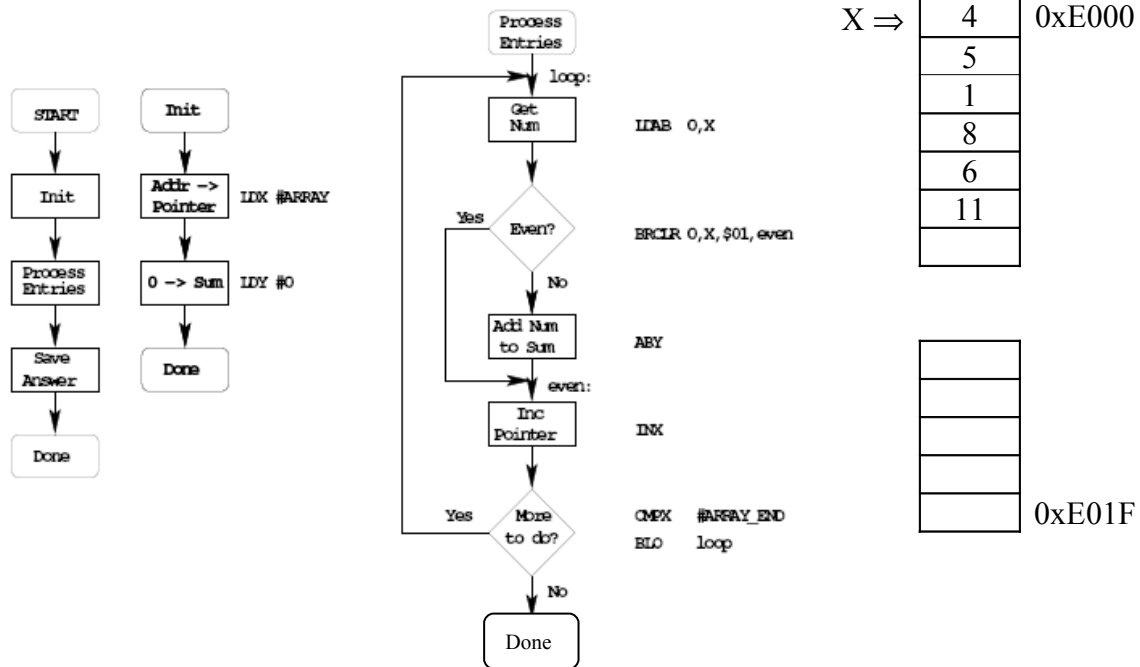 START
Init
Process
Entries
Save
Answer
Done
Init
Addr ->
Pointer
LDX #ARRAY
0 -> Sum
LDY #0
Done
Process
Entries
loop:
Get
Num
LDAB 0,X
Even?
Yes
BRCLR 0,X,$01,even
No
Add Num
to Sum
ABY
even:
Inc
Pointer
INX
More
to do?
Yes
CMPX #ARRAY_END
BLO loop
No
Done
X ⇒ 4 0xE000
5
1
8
6
11
0xE01F